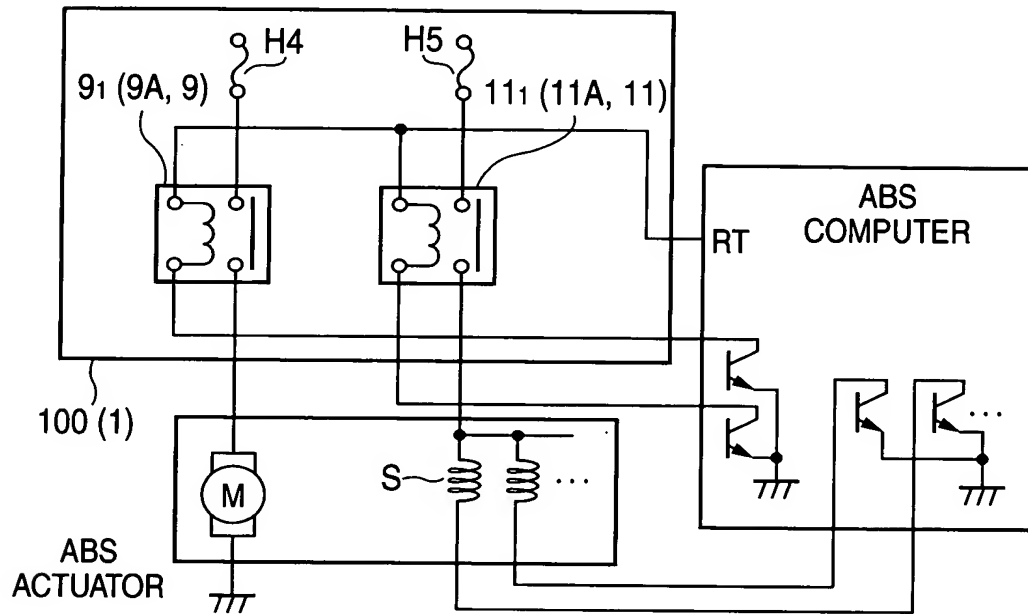 H4
H5
9₁ (9A, 9)
11₁ (11A, 11)
ABS
COMPUTER
RT
100 (1)
S
...
...
M
ABS
ACTUATOR